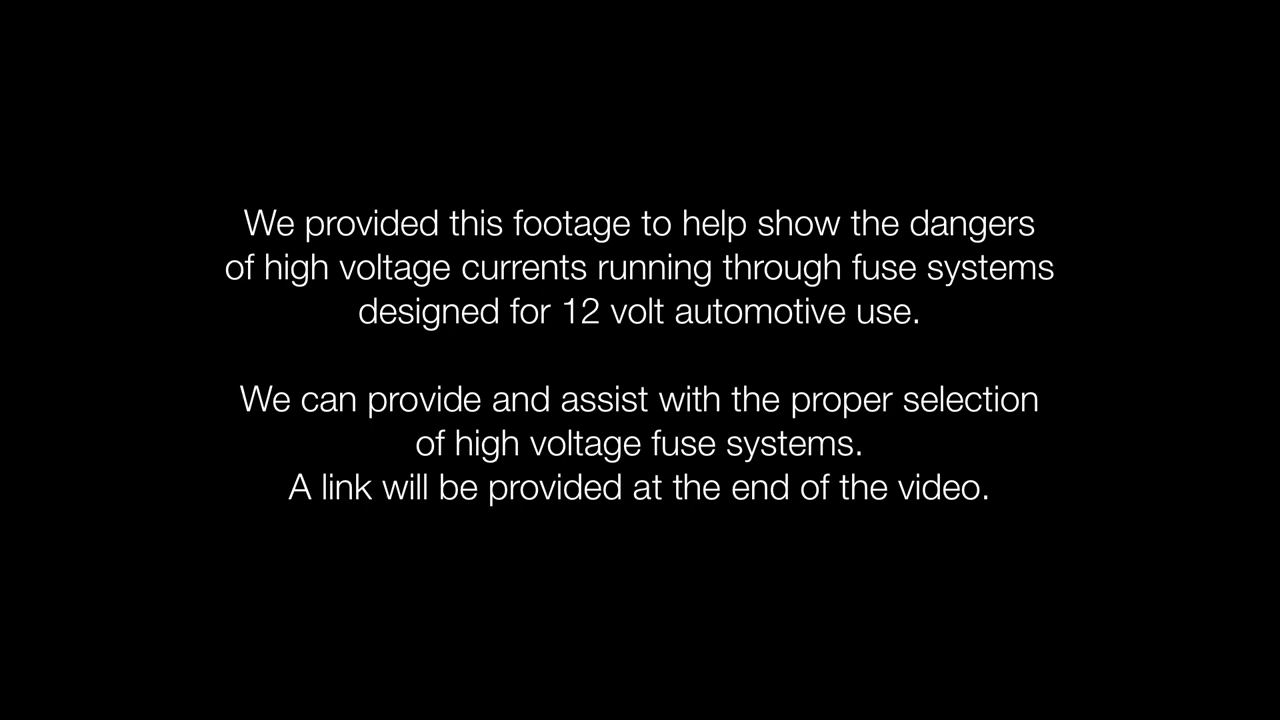 We provided this footage to help show the dangers
of high voltage currents running through fuse systems
designed for 12 volt automotive use.
We can provide and assist with the proper selection
of high voltage fuse systems.
A link will be provided at the end of the video.